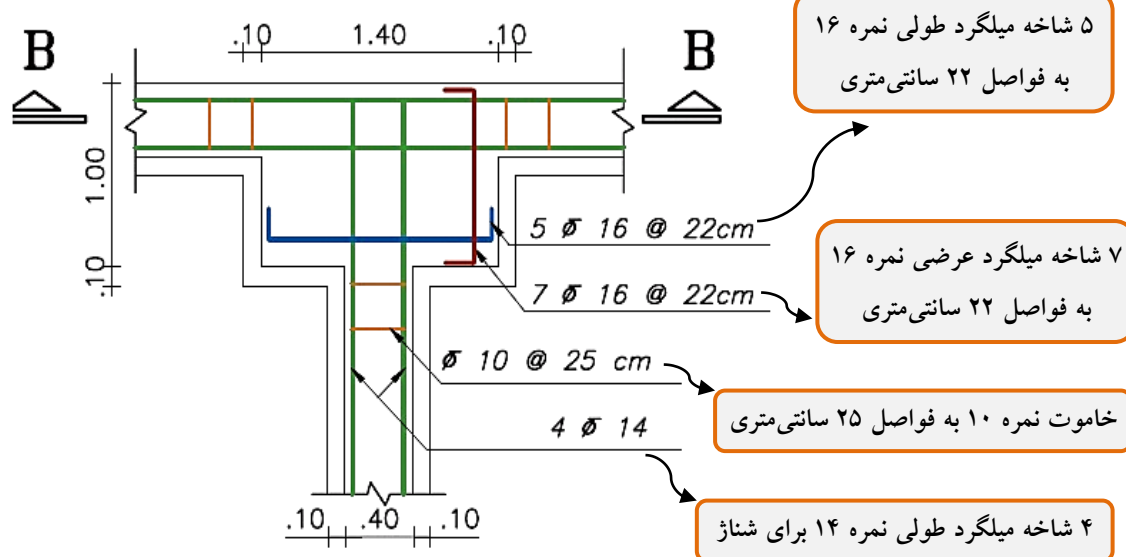 .10 1.40 .10
B B
1.00
.10
5 ϕ 16 @ 22cm
7 ϕ 16 @ 22cm
ϕ 10 @ 25 cm
4 ϕ 14
.10 .40 .10
۵ شاخه میلگرد طولی نمره ۱۶
به فواصل ۲۲ سانتی‌متری
۷ شاخه میلگرد عرضی نمره ۱۶
به فواصل ۲۲ سانتی‌متری
خاموت نمره ۱۰ به فواصل ۲۵ سانتی‌متری
۴ شاخه میلگرد طولی نمره ۱۴ برای شناژ